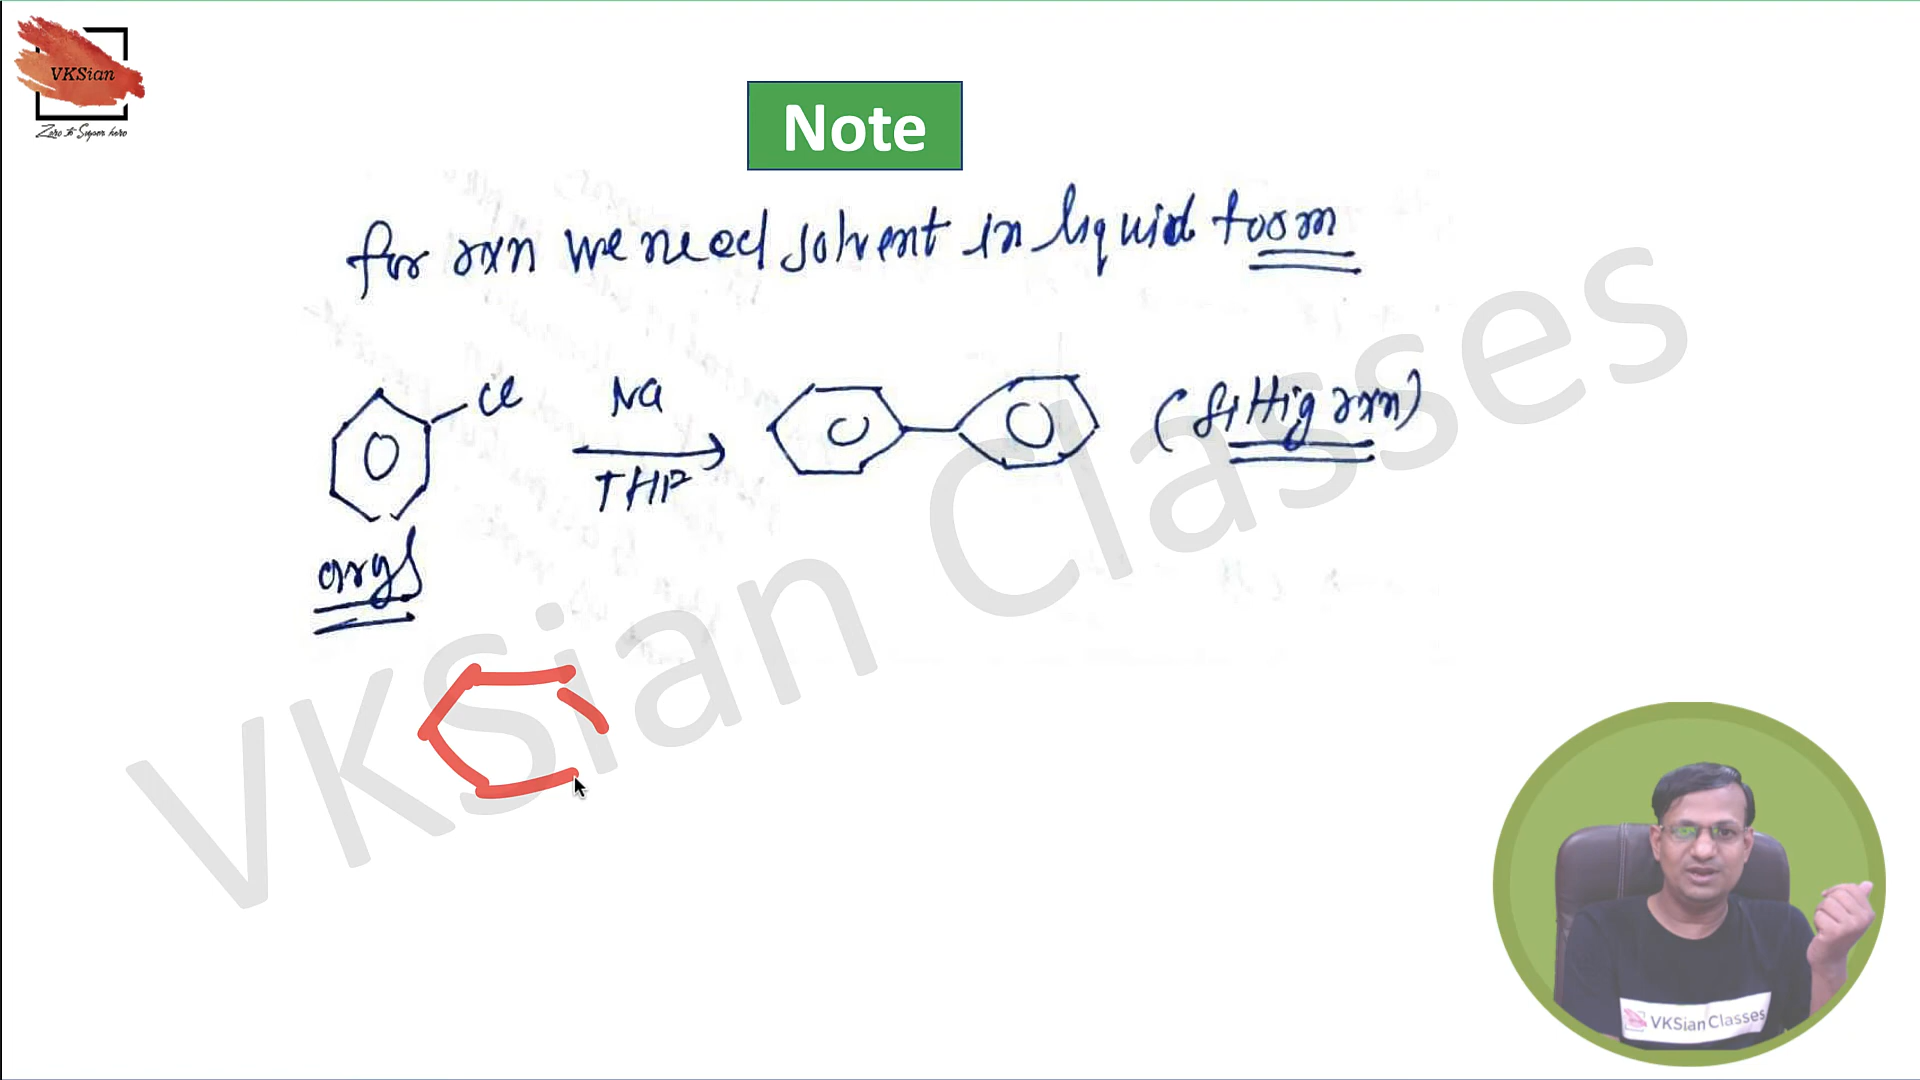 VKSian
Zero to Super hero
Note
for rxn we need solvent in liquid form
Cl
Na
THF
(fittig rxn)
VKSian Classes
VKSian Classes